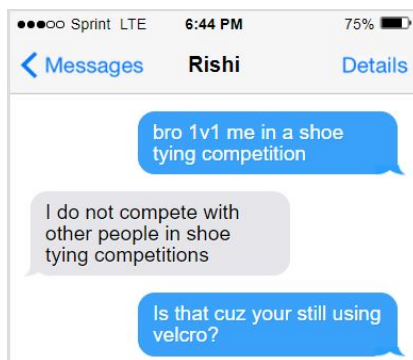 ●●●○○ Sprint LTE 6:44 PM 75%
Messages Rishi Details
bro 1v1 me in a shoe
tying competition
I do not compete with
other people in shoe
tying competitions
Is that cuz your still using
velcro?